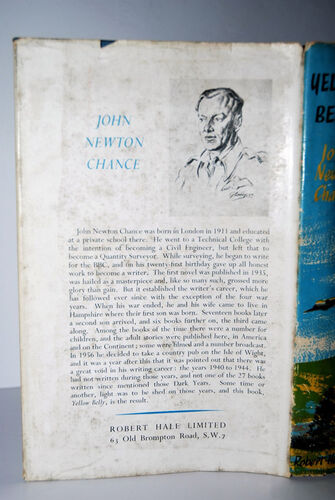 JOHN
NEWTON
CHANCE
John Newton Chance was born in London in 1911 and educated
at a private school there. He went to a Technical College with
the intention of becoming a Civil Engineer, but left that to
become a Quantity Surveyor. While surveying, he began to write
for the BBC, and on his twenty-first birthday gave up all honest
work to become a writer. The first novel was published in 1935,
was hailed as a masterpiece and, like so many such, grossed more
glory than gain. But it established the writer's career, which he
has followed ever since with the exception of the four war
years. When his war ended, he and his wife came to live in
Hampshire where their first son was born. Seventeen books later
a second son arrived, and six books further on, the third came
along. Among the books of the time there were a number for
children, and the adult stories were published here, in America
and on the Continent; some were filmed and a number broadcast.
In 1956 he decided to take a country pub on the Isle of Wight,
and it was a year after this that it was pointed out that there was
a great void in his writing career: the years 1940 to 1944. He
had not written during those years, and not one of the 27 books
written since mentioned those Dark Years. Some time or
another, light was to be shed on those years, and this book,
Yellow Belly, is the result.
ROBERT HALE LIMITED
63 Old Brompton Road, S.W.7
YEL
BE
Jo
New
Cha